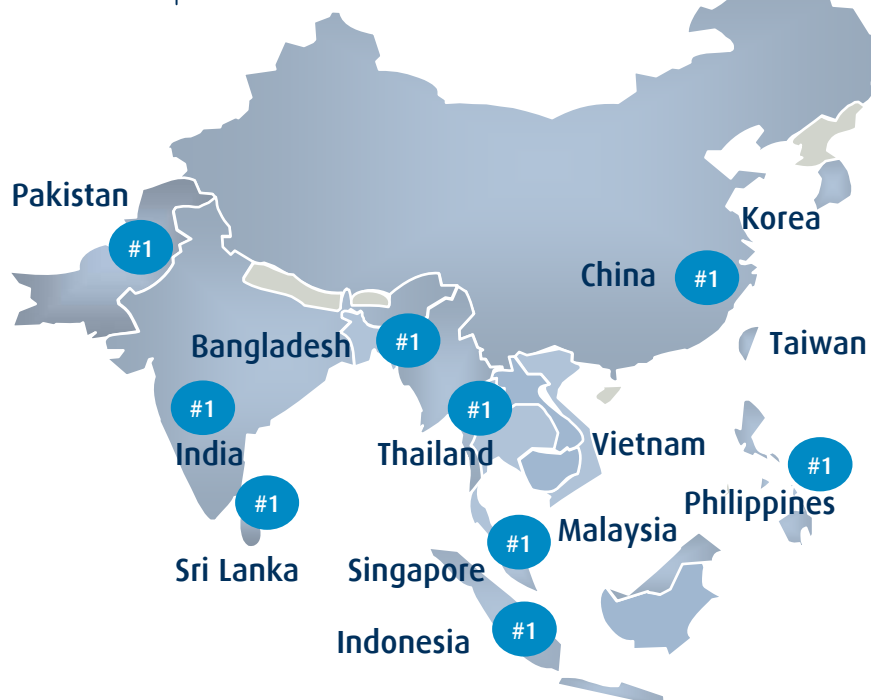 Pakistan
#1
Korea
China
#1
Bangladesh
#1
Taiwan
#1
India
#1
Thailand
Vietnam
#1
Philippines
#1
Sri Lanka
#1
Malaysia
Singapore
#1
Indonesia